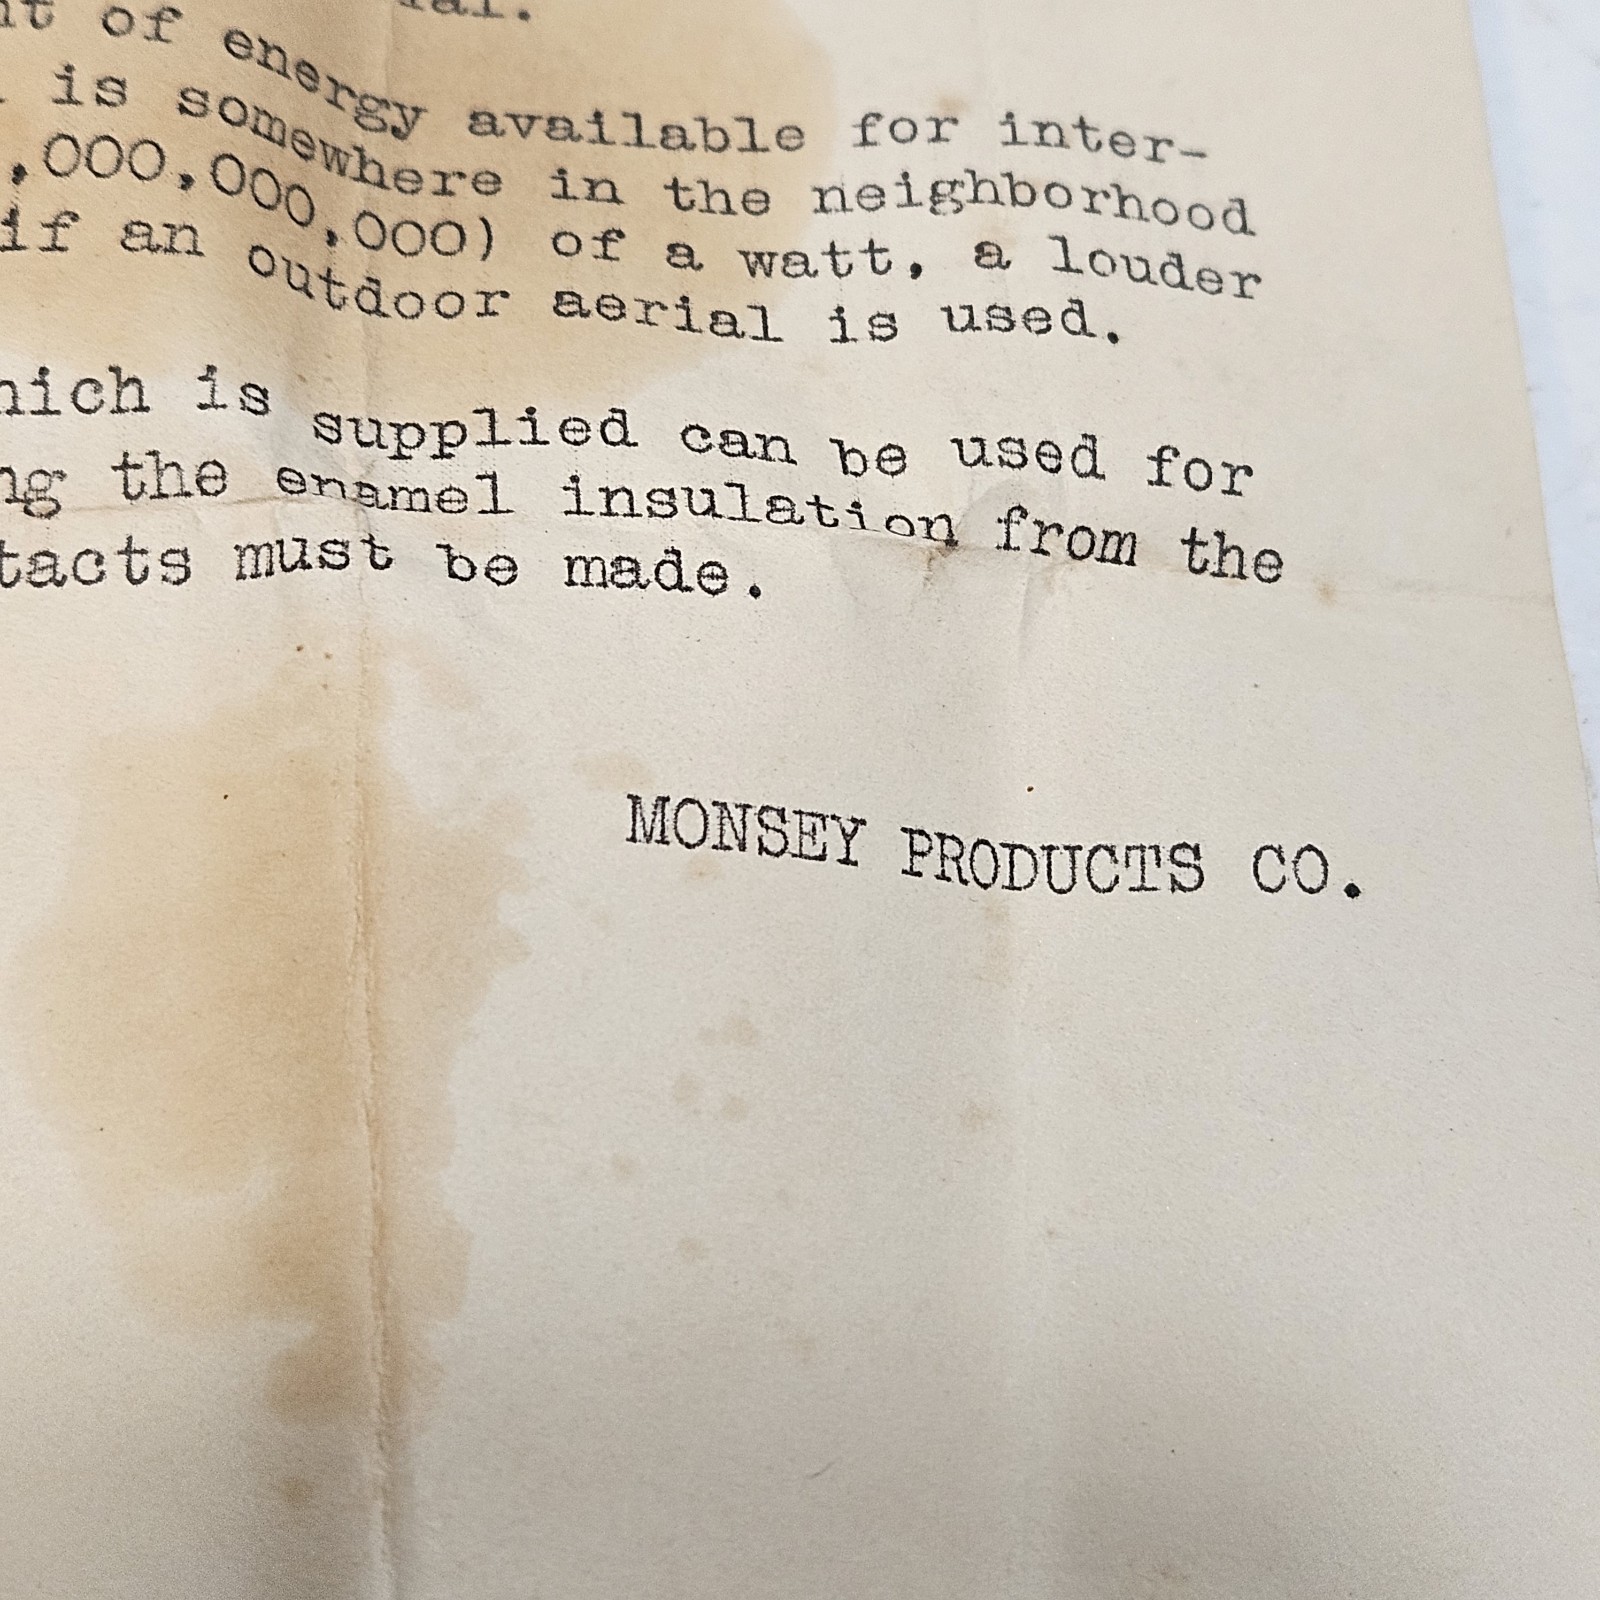 of energy available for inter-
is somewhere in the neighborhood
,000,000,000) of a watt, a louder
if an outdoor aerial is used.
which is supplied can be used for
the enamel insulation from the
must be made.
MONSEY PRODUCTS CO.